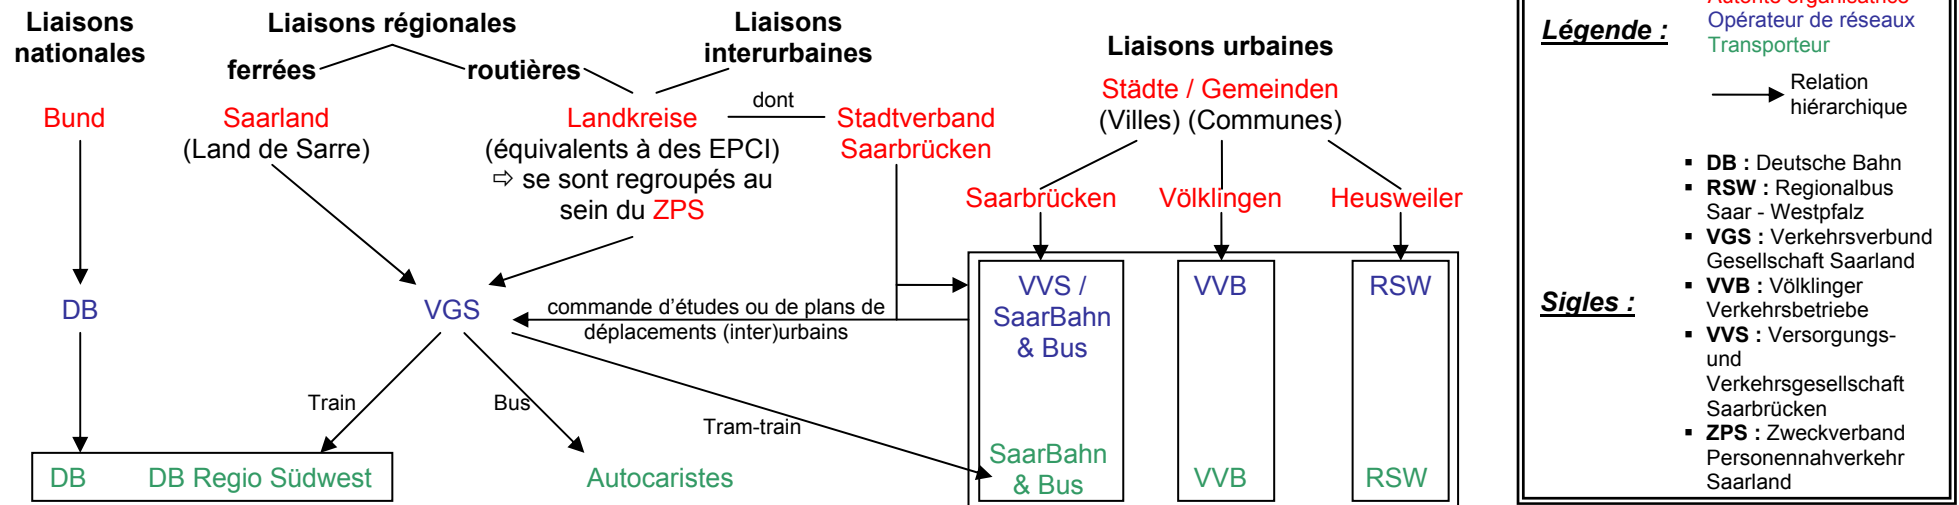 Liaisons
nationales
Liaisons régionales
ferrées
routières
Liaisons
interurbaines
Liaisons urbaines
Bund
Saarland
(Land de Sarre)
Landkreise
(équivalents à des EPCI)
⇨ se sont regroupés au
sein du ZPS
dont
Stadtverband
Saarbrücken
Städte / Gemeinden
(Villes) (Communes)
Saarbrücken
Völklingen
Heusweiler
DB
VGS
commande d'études ou de plans de
déplacements (inter)urbains
VVS /
SaarBahn
& Bus
VVB
RSW
Train
Bus
Tram-train
DB
DB Regio Südwest
Autocaristes
SaarBahn
& Bus
VVB
RSW
Légende :
Autorité organisatrice
Opérateur de réseaux
Transporteur
Relation
hiérarchique
Sigles :
▪ DB : Deutsche Bahn
▪ RSW : Regionalbus
Saar - Westpfalz
▪ VGS : Verkehrsverbund
Gesellschaft Saarland
▪ VVB : Völklinger
Verkehrsbetriebe
▪ VVS : Versorgungs-
und
Verkehrsgesellschaft
Saarbrücken
▪ ZPS : Zweckverband
Personennahverkehr
Saarland